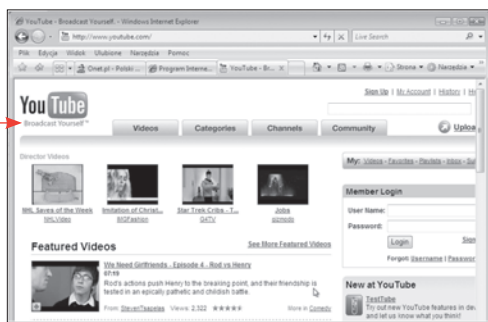 YouTube - Broadcast Yourself. - Windows Internet Explorer
http://www.youtube.com/
Live Search
Plik Edycja Widok Ulubione Narzędzia Pomoc
Onet.pl - Polski ... Program Interne... YouTube - Br... Strona Narzędzia
Sign Up | My Account | History |
You Tube
Broadcast Yourself™
Videos Categories Channels Community
Uploa
Director Videos
My: Videos - Favorites - Playlists - Inbox -
NHL Saves of the Week Imitation of Christ... Star Trek Cribs - T... Jobs
NHLVideo MGFashion G4TV gizmodo
Member Login
User Name:
Password:
Login
Forgot: Username | Passwor
Featured Videos See More Featured Videos
We Need Girlfriends - Episode 4 - Rod vs Henry
Rod's actions push Henry to the breaking point, and their friendship is
tested in an epically pathetic and childish battle.
From: Views: 2,322 More in Comedy
New at YouTube
TestTube
Try out new YouTube features in de
and let us know what you think!